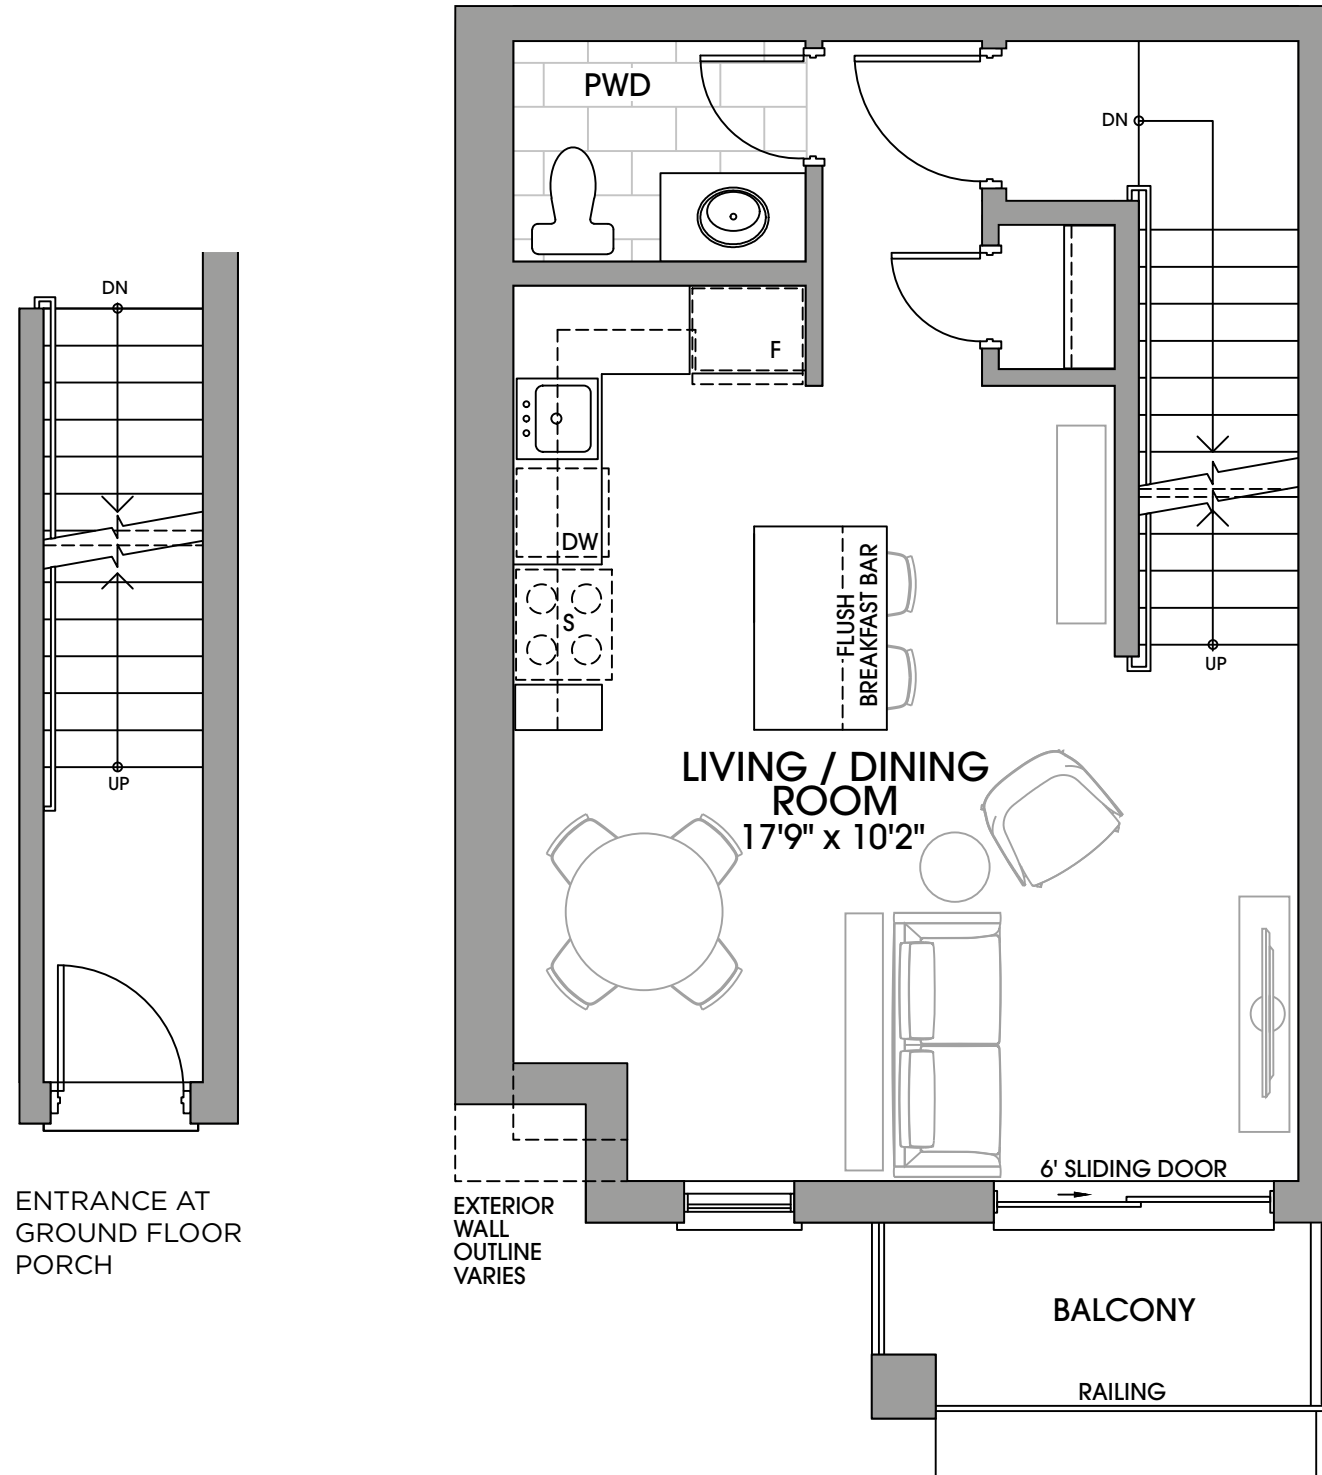 PWD
DN
DN
F
DW
S
FLUSH
BREAKFAST BAR
UP
LIVING / DINING
ROOM
17'9" x 10'2"
UP
6' SLIDING DOOR
ENTRANCE AT
GROUND FLOOR
PORCH
EXTERIOR
WALL
OUTLINE
VARIES
BALCONY
RAILING